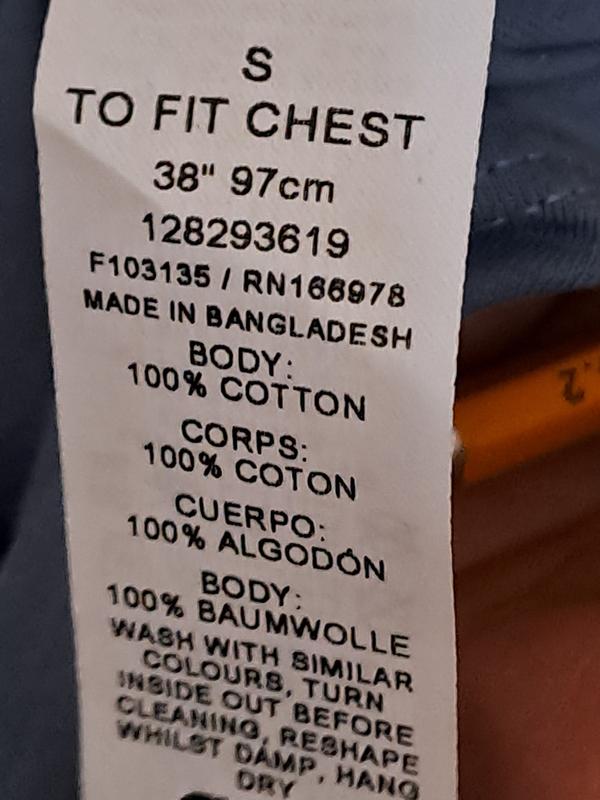 S
TO FIT CHEST
38" 97cm
128293619
F103135 / RN166978
MADE IN BANGLADESH
BODY:
100% COTTON
CORPS:
100% COTON
CUERPO:
100% ALGODÓN
BODY:
100% BAUMWOLLE
WASH WITH SIMILAR
COLOURS, TURN
INSIDE OUT BEFORE
CLEANING, RESHAPE
WHILST DAMP, HANG
DRY
2